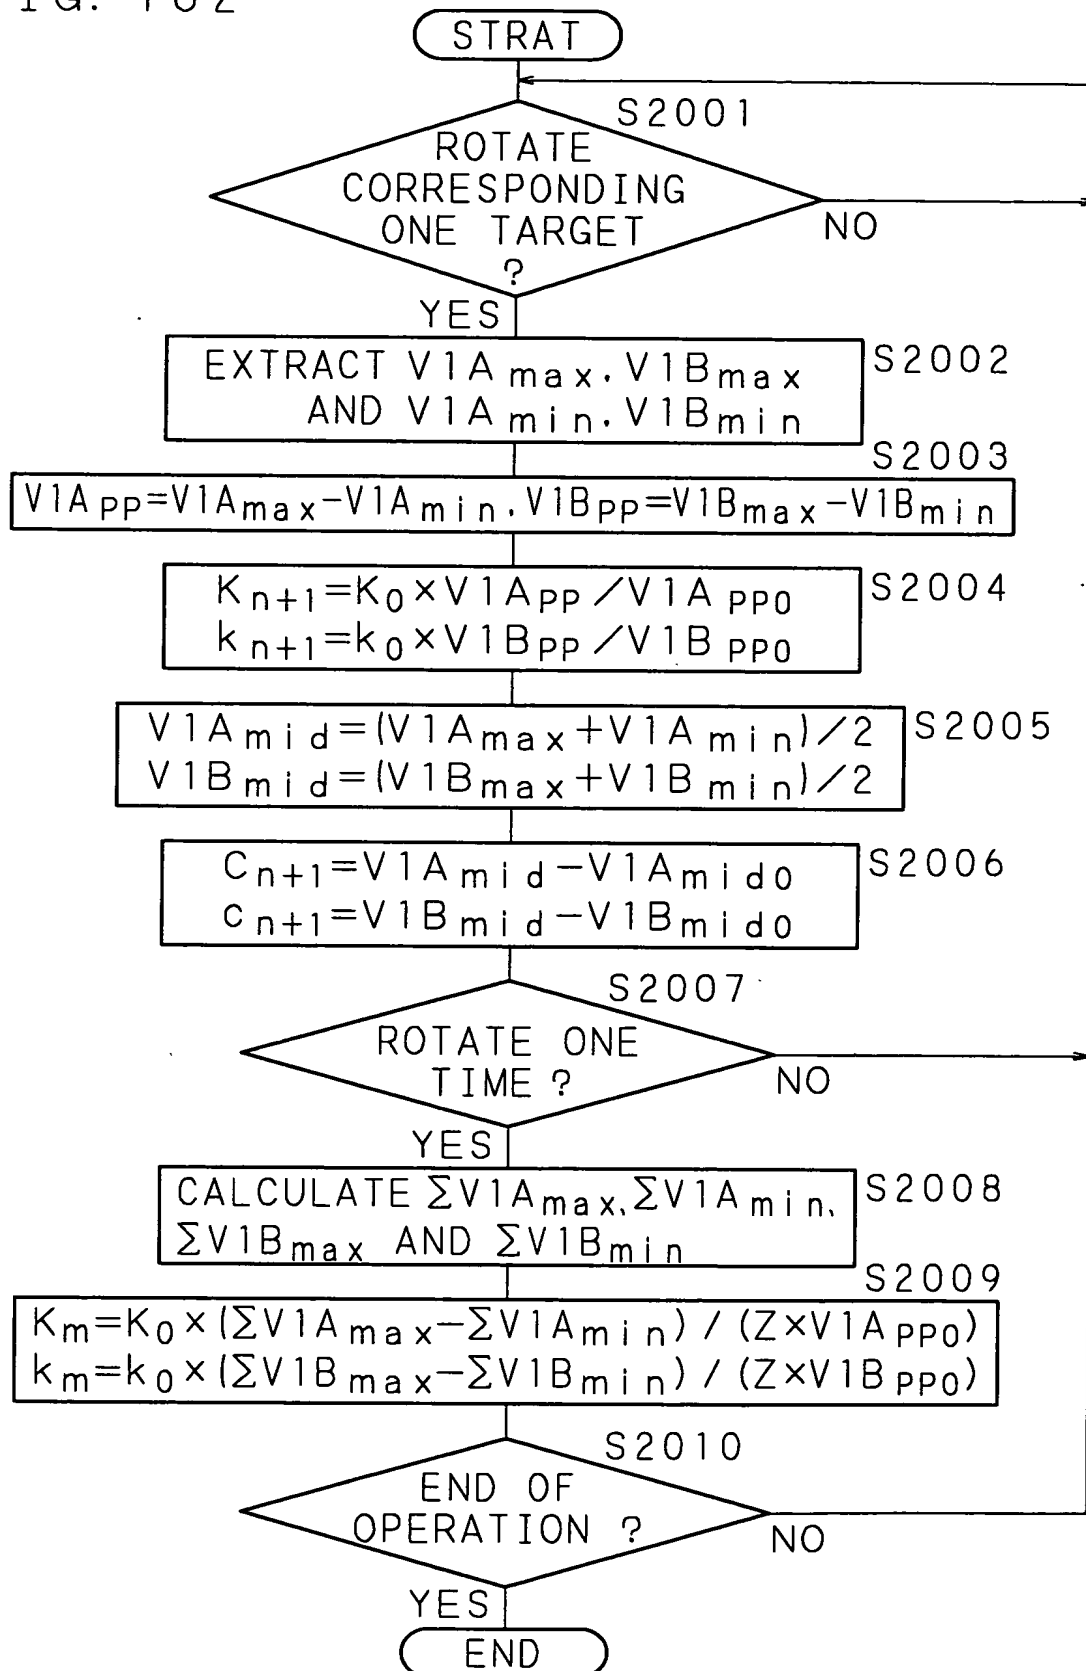 IG. 102
STRAT
S2001
ROTATE
CORRESPONDING
ONE TARGET
?
NO
YES
EXTRACT V1Amax, V1Bmax
AND V1Amin, V1Bmin
S2002
S2003
V1APP=V1Amax-V1Amin, V1BPP=V1Bmax-V1Bmin
Kn+1=K0×V1APP/V1APP0
kn+1=k0×V1BPP/V1BPP0
S2004
V1Amid=(V1Amax+V1Amin)/2
V1Bmid=(V1Bmax+V1Bmin)/2
S2005
Cn+1=V1Amid-V1Amid0
cn+1=V1Bmid-V1Bmid0
S2006
S2007
ROTATE ONE
TIME ?
NO
YES
CALCULATE ΣV1Amax, ΣV1Amin,
ΣV1Bmax AND ΣV1Bmin
S2008
S2009
Km=K0×(ΣV1Amax-ΣV1Amin)/(Z×V1APP0)
km=k0×(ΣV1Bmax-ΣV1Bmin)/(Z×V1BPP0)
S2010
END OF
OPERATION ?
NO
YES
END